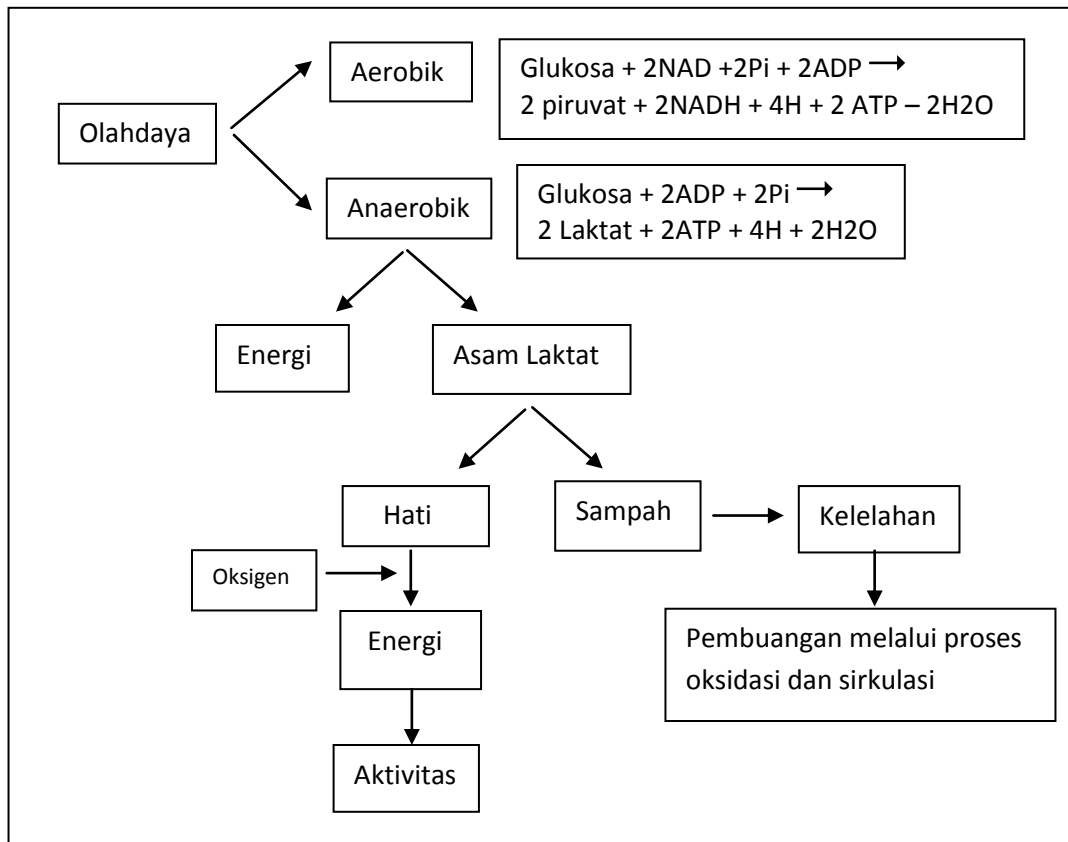 Aerobik
Glukosa + 2NAD +2Pi + 2ADP →
2 piruvat + 2NADH + 4H + 2 ATP – 2H2O
Olahdaya
Anaerobik
Glukosa + 2ADP + 2Pi →
2 Laktat + 2ATP + 4H + 2H2O
Energi
Asam Laktat
Hati
Sampah
Kelelahan
Oksigen
Energi
Pembuangan melalui proses
oksidasi dan sirkulasi
Aktivitas